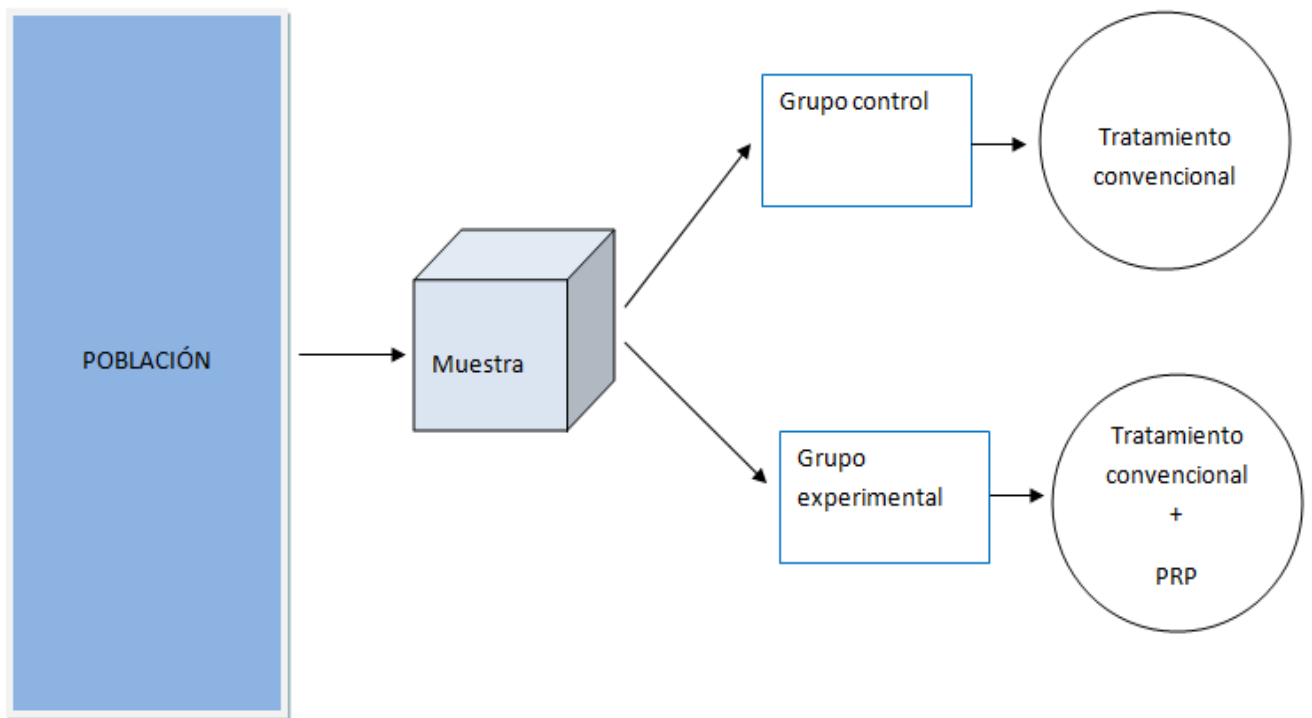 POBLACIÓN
Muestra
Grupo control
Tratamiento
convencional
Grupo
experimental
Tratamiento
convencional
+
PRP